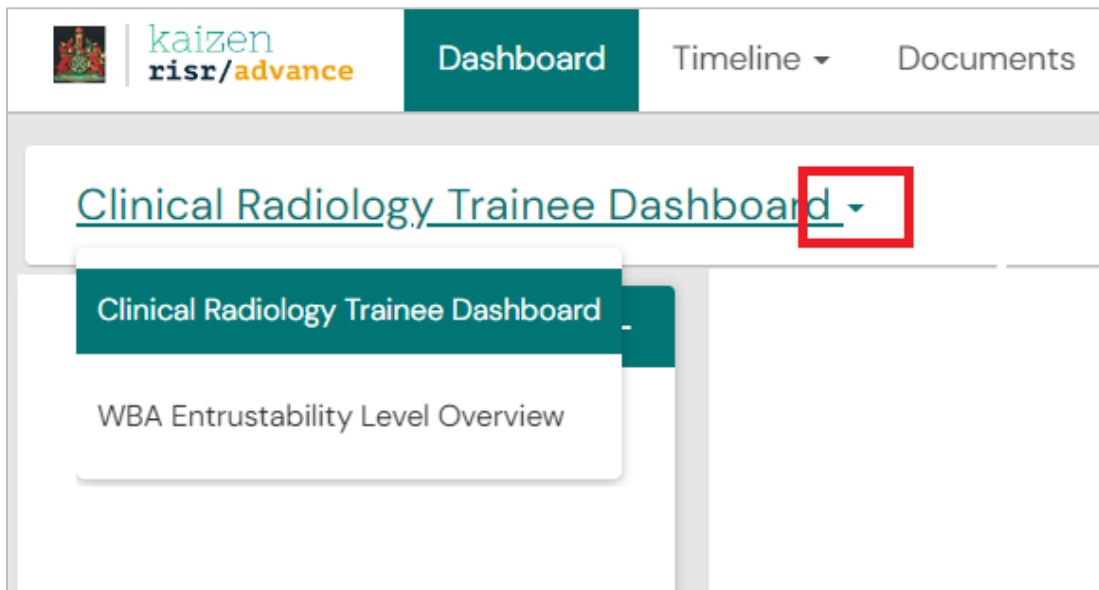 kaizen
risr/advance
Dashboard
Timeline
Documents
Clinical Radiology Trainee Dashboard
Clinical Radiology Trainee Dashboard
WBA Entrustability Level Overview